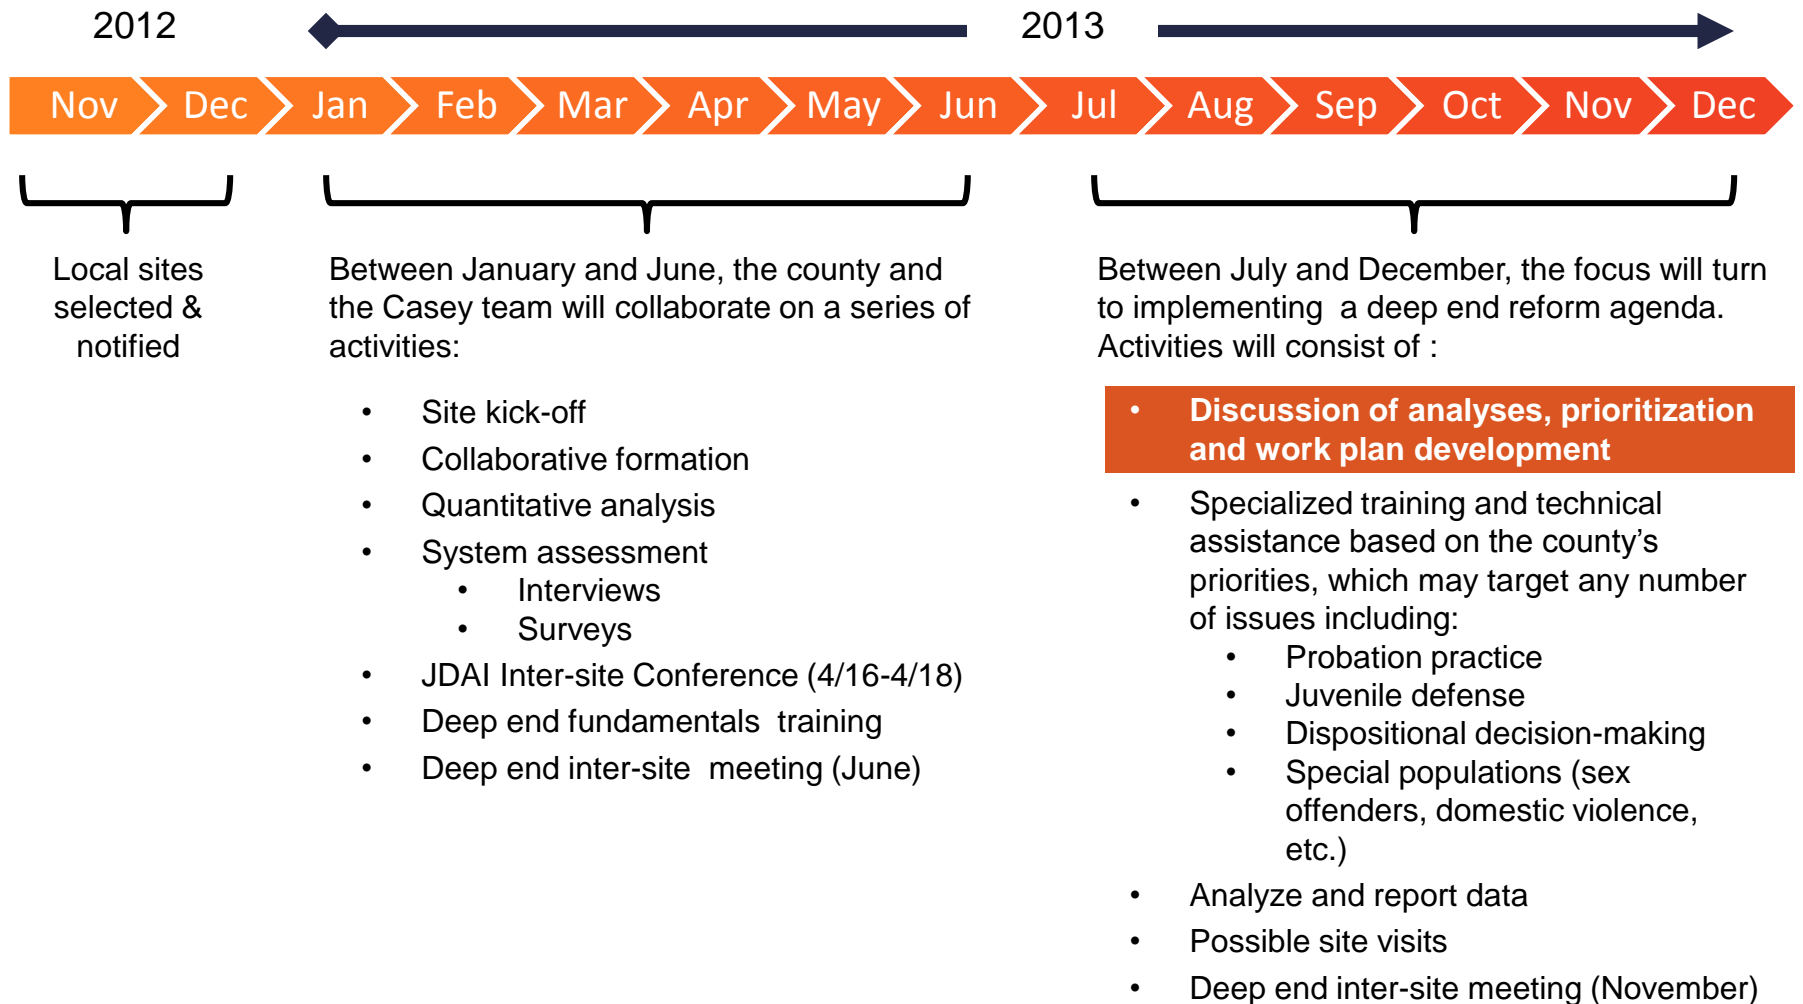 2012
2013
Nov
Dec
Jan
Feb
Mar
Apr
May
Jun
Jul
Aug
Sep
Oct
Nov
Dec
Local sites
selected &
notified
Between January and June, the county and
the Casey team will collaborate on a series of
activities:
• Site kick-off
• Collaborative formation
• Quantitative analysis
• System assessment
• Interviews
• Surveys
• JDAI Inter-site Conference (4/16-4/18)
• Deep end fundamentals training
• Deep end inter-site meeting (June)
Between July and December, the focus will turn
to implementing a deep end reform agenda.
Activities will consist of :
• Discussion of analyses, prioritization
and work plan development
• Specialized training and technical
assistance based on the county’s
priorities, which may target any number
of issues including:
• Probation practice
• Juvenile defense
• Dispositional decision-making
• Special populations (sex
offenders, domestic violence,
etc.)
• Analyze and report data
• Possible site visits
• Deep end inter-site meeting (November)